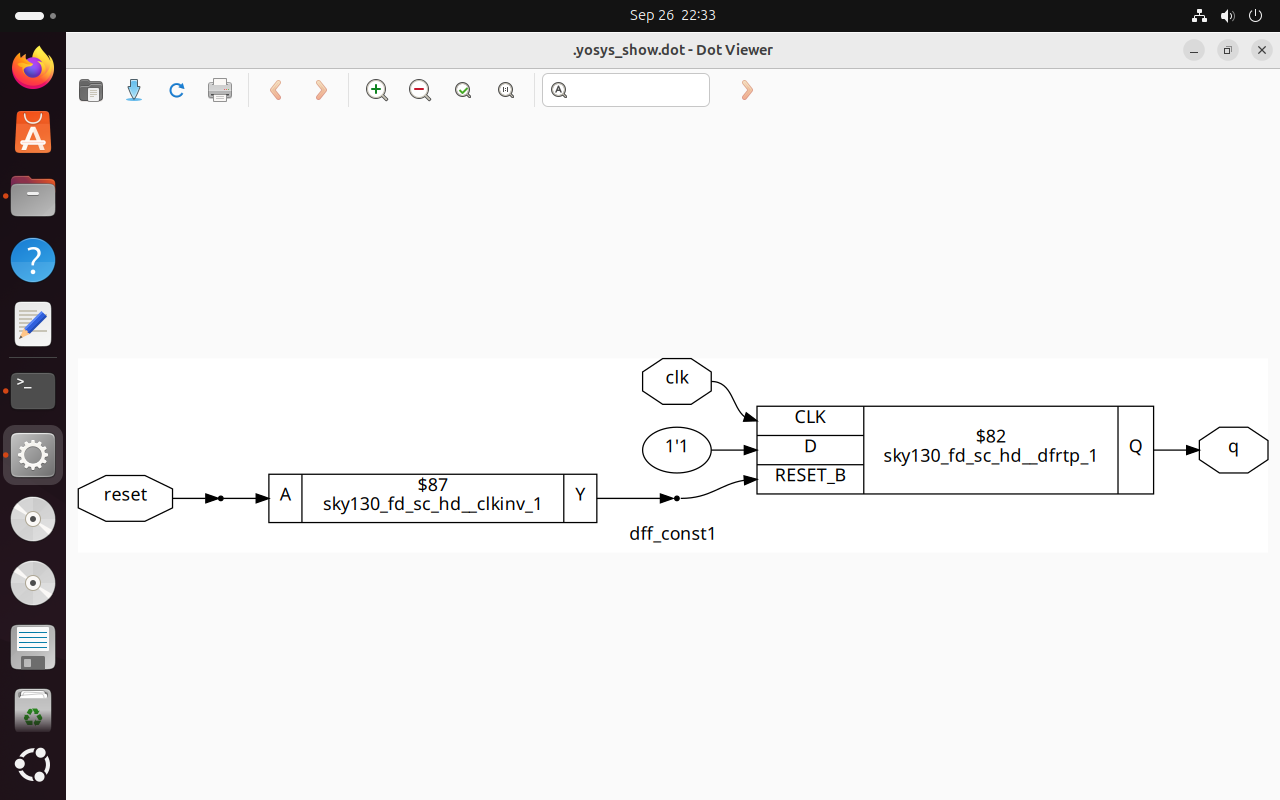 Sep 26 22:33
.yosys_show.dot - Dot Viewer
clk
CLK
1'1
D
$82
sky130_fd_sc_hd__dfrtp_1
Q
q
RESET_B
reset
A
$87
sky130_fd_sc_hd__clkinv_1
Y
dff_const1